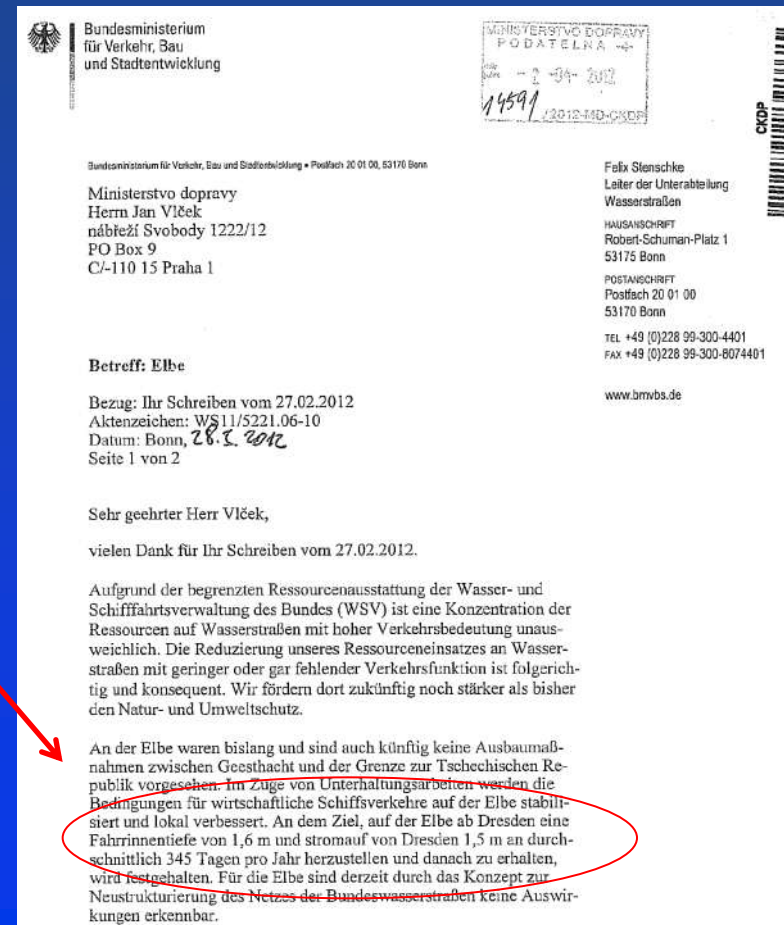 Bundesministerium
für Verkehr, Bau
und Stadtentwicklung
MINISTERSTVO DOPRAVY
PODATELNA
- 2 -04- 2012
14591 /2012-MD-CKDP
CKDP
Bundesministerium für Verkehr, Bau und Stadtentwicklung • Postfach 20 01 00, 53170 Bonn
Ministerstvo dopravy
Herrn Jan Vlček
nábřeží Svobody 1222/12
PO Box 9
C/-110 15 Praha 1
Felix Stenschke
Leiter der Unterabteilung
Wasserstraßen
HAUSANSCHRIFT
Robert-Schuman-Platz 1
53175 Bonn
POSTANSCHRIFT
Postfach 20 01 00
53170 Bonn
TEL +49 (0)228 99-300-4401
FAX +49 (0)228 99-300-8074401
www.bmvbs.de
Betreff: Elbe
Bezug: Ihr Schreiben vom 27.02.2012
Aktenzeichen: WS11/5221.06-10
Datum: Bonn, 2012
Seite 1 von 2
Sehr geehrter Herr Vlček,
vielen Dank für Ihr Schreiben vom 27.02.2012.
Aufgrund der begrenzten Ressourcenausstattung der Wasser- und
Schifffahrtsverwaltung des Bundes (WSV) ist eine Konzentration der
Ressourcen auf Wasserstraßen mit hoher Verkehrsbedeutung unaus-
weichlich. Die Reduzierung unseres Ressourceneinsatzes an Wasser-
straßen mit geringer oder gar fehlender Verkehrsfunktion ist folgerich-
tig und konsequent. Wir fördern dort zukünftig noch stärker als bisher
den Natur- und Umweltschutz.
An der Elbe waren bislang und sind auch künftig keine Ausbaumaß-
nahmen zwischen Geesthacht und der Grenze zur Tschechischen Re-
publik vorgesehen. Im Zuge von Unterhaltungsarbeiten werden die
Bedingungen für wirtschaftliche Schiffsverkehre auf der Elbe stabili-
siert und lokal verbessert. An dem Ziel, auf der Elbe ab Dresden eine
Fahrrinnentiefe von 1,6 m und stromauf von Dresden 1,5 m an durch-
schnittlich 345 Tagen pro Jahr herzustellen und danach zu erhalten,
wird festgehalten. Für die Elbe sind derzeit durch das Konzept zur
Neustrukturierung des Netzes der Bundeswasserstraßen keine Auswir-
kungen erkennbar.